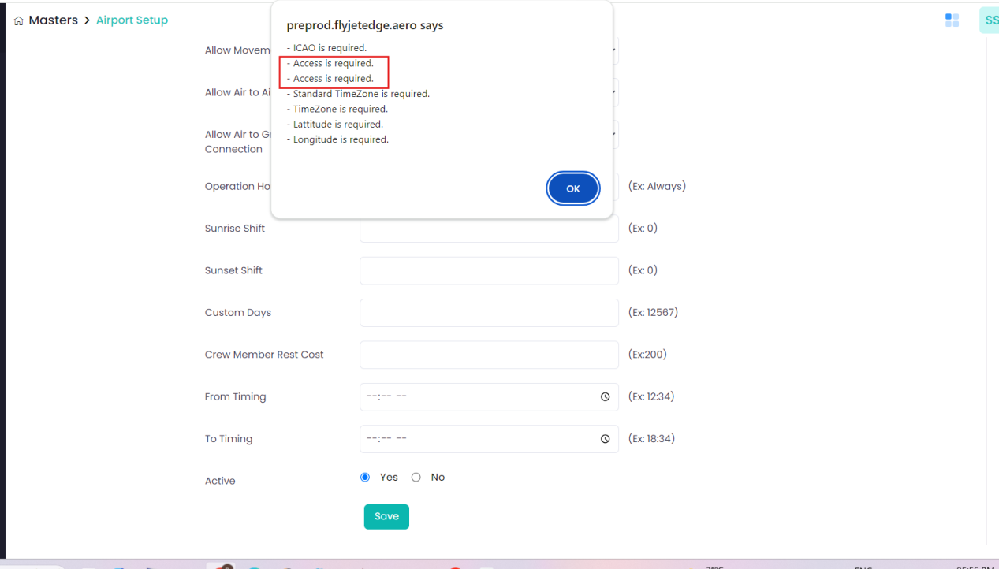 Masters > Airport Setup
SS
preprod.flyjetedge.aero says
- ICAO is required.
- Access is required.
- Access is required.
- Standard TimeZone is required.
- TimeZone is required.
- Lattitude is required.
- Longitude is required.
OK
Allow Movem
Allow Air to Ai
Allow Air to Gr
Connection
Operation Ho
(Ex: Always)
Sunrise Shift
(Ex: 0)
Sunset Shift
(Ex: 0)
Custom Days
(Ex: 12567)
Crew Member Rest Cost
(Ex:200)
From Timing
--:-- --
(Ex: 12:34)
To Timing
--:-- --
(Ex: 18:34)
Active
Yes
No
Save